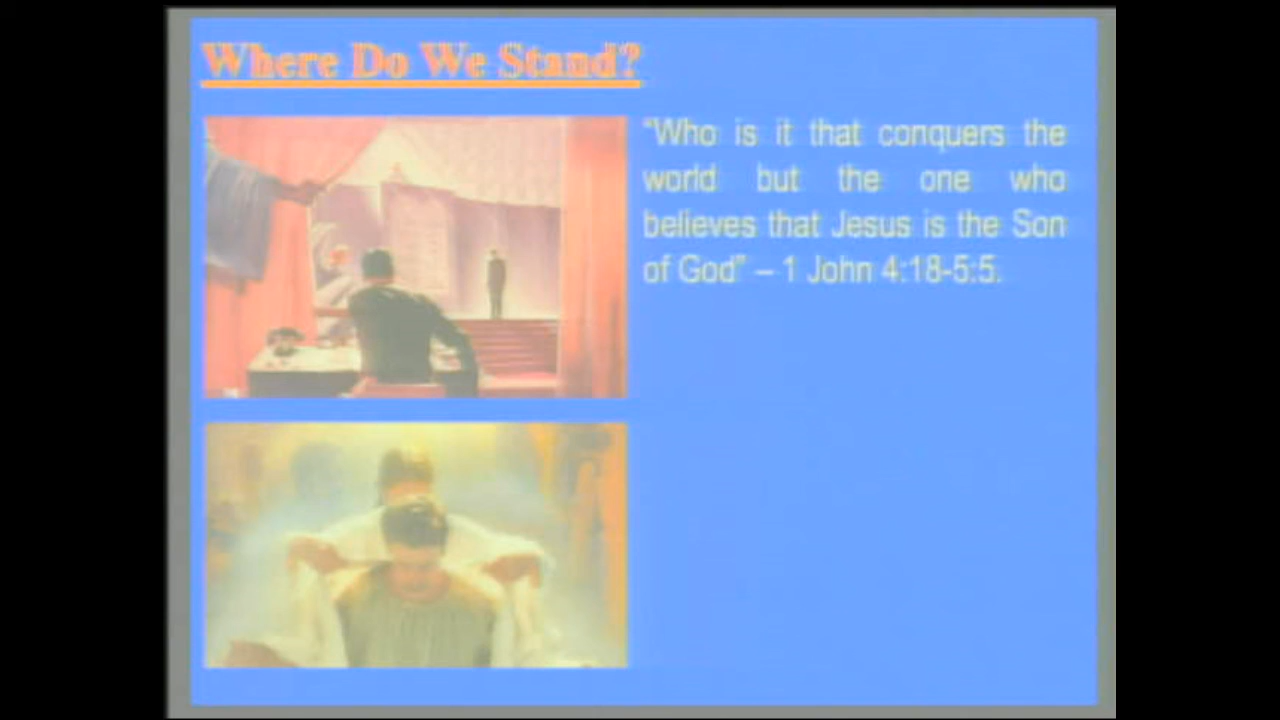 Where Do We Stand?
“Who is it that conquers the
world but the one who
believes that Jesus is the Son
of God” – 1 John 4:18-5:5.